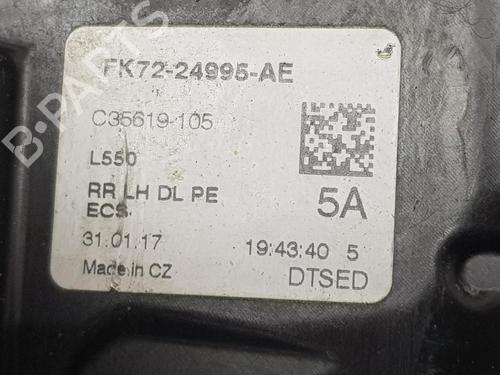 FK72-24995-AE
C35619-105
L550
RR LH DL PE
5A
ECS
31.01.17 19:43:40 5
Made in CZ
DTSED
B-PARTS